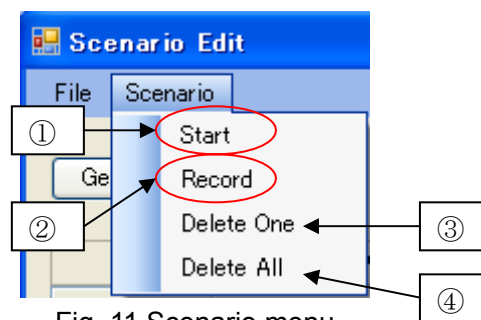 Scenario Edit
File Scenario
① Start
Ge Record
②
Delete One ③
Delete All
④
Fig. 11 Scenario menu